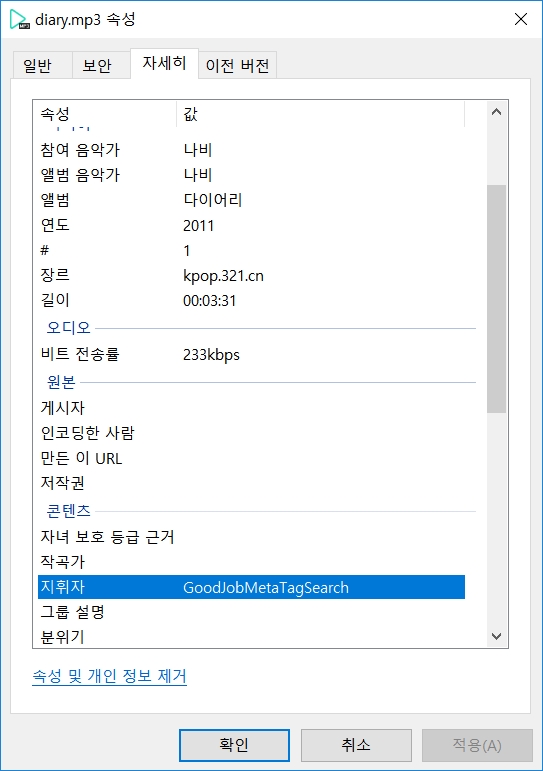 diary.mp3 속성
일반 보안 자세히 이전 버전
속성 값
참여 음악가 나비
앨범 음악가 나비
앨범 다이어리
연도 2011
# 1
장르 kpop.321.cn
길이 00:03:31
오디오
비트 전송률 233kbps
원본
게시자
인코딩한 사람
만든 이 URL
저작권
콘텐츠
자녀 보호 등급 근거
작곡가
지휘자 GoodJobMetaTagSearch
그룹 설명
분위기
속성 및 개인 정보 제거
확인 취소 적용(A)